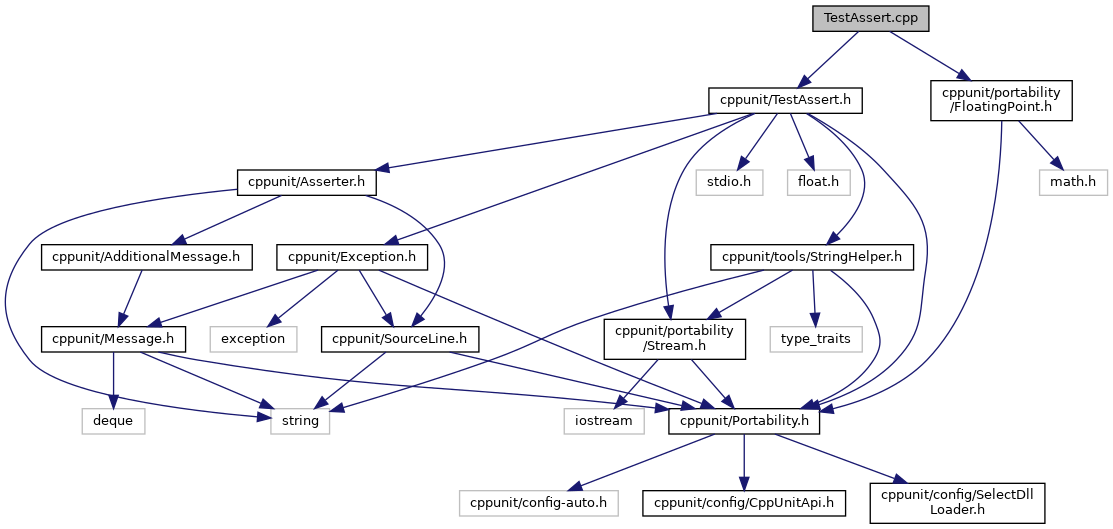 TestAssert.cpp
cppunit/TestAssert.h
cppunit/portability
/FloatingPoint.h
cppunit/Asserter.h
stdio.h
float.h
math.h
cppunit/AdditionalMessage.h
cppunit/Exception.h
cppunit/tools/StringHelper.h
cppunit/Message.h
exception
cppunit/SourceLine.h
cppunit/portability
/Stream.h
type_traits
deque
string
iostream
cppunit/Portability.h
cppunit/config-auto.h
cppunit/config/CppUnitApi.h
cppunit/config/SelectDll
Loader.h